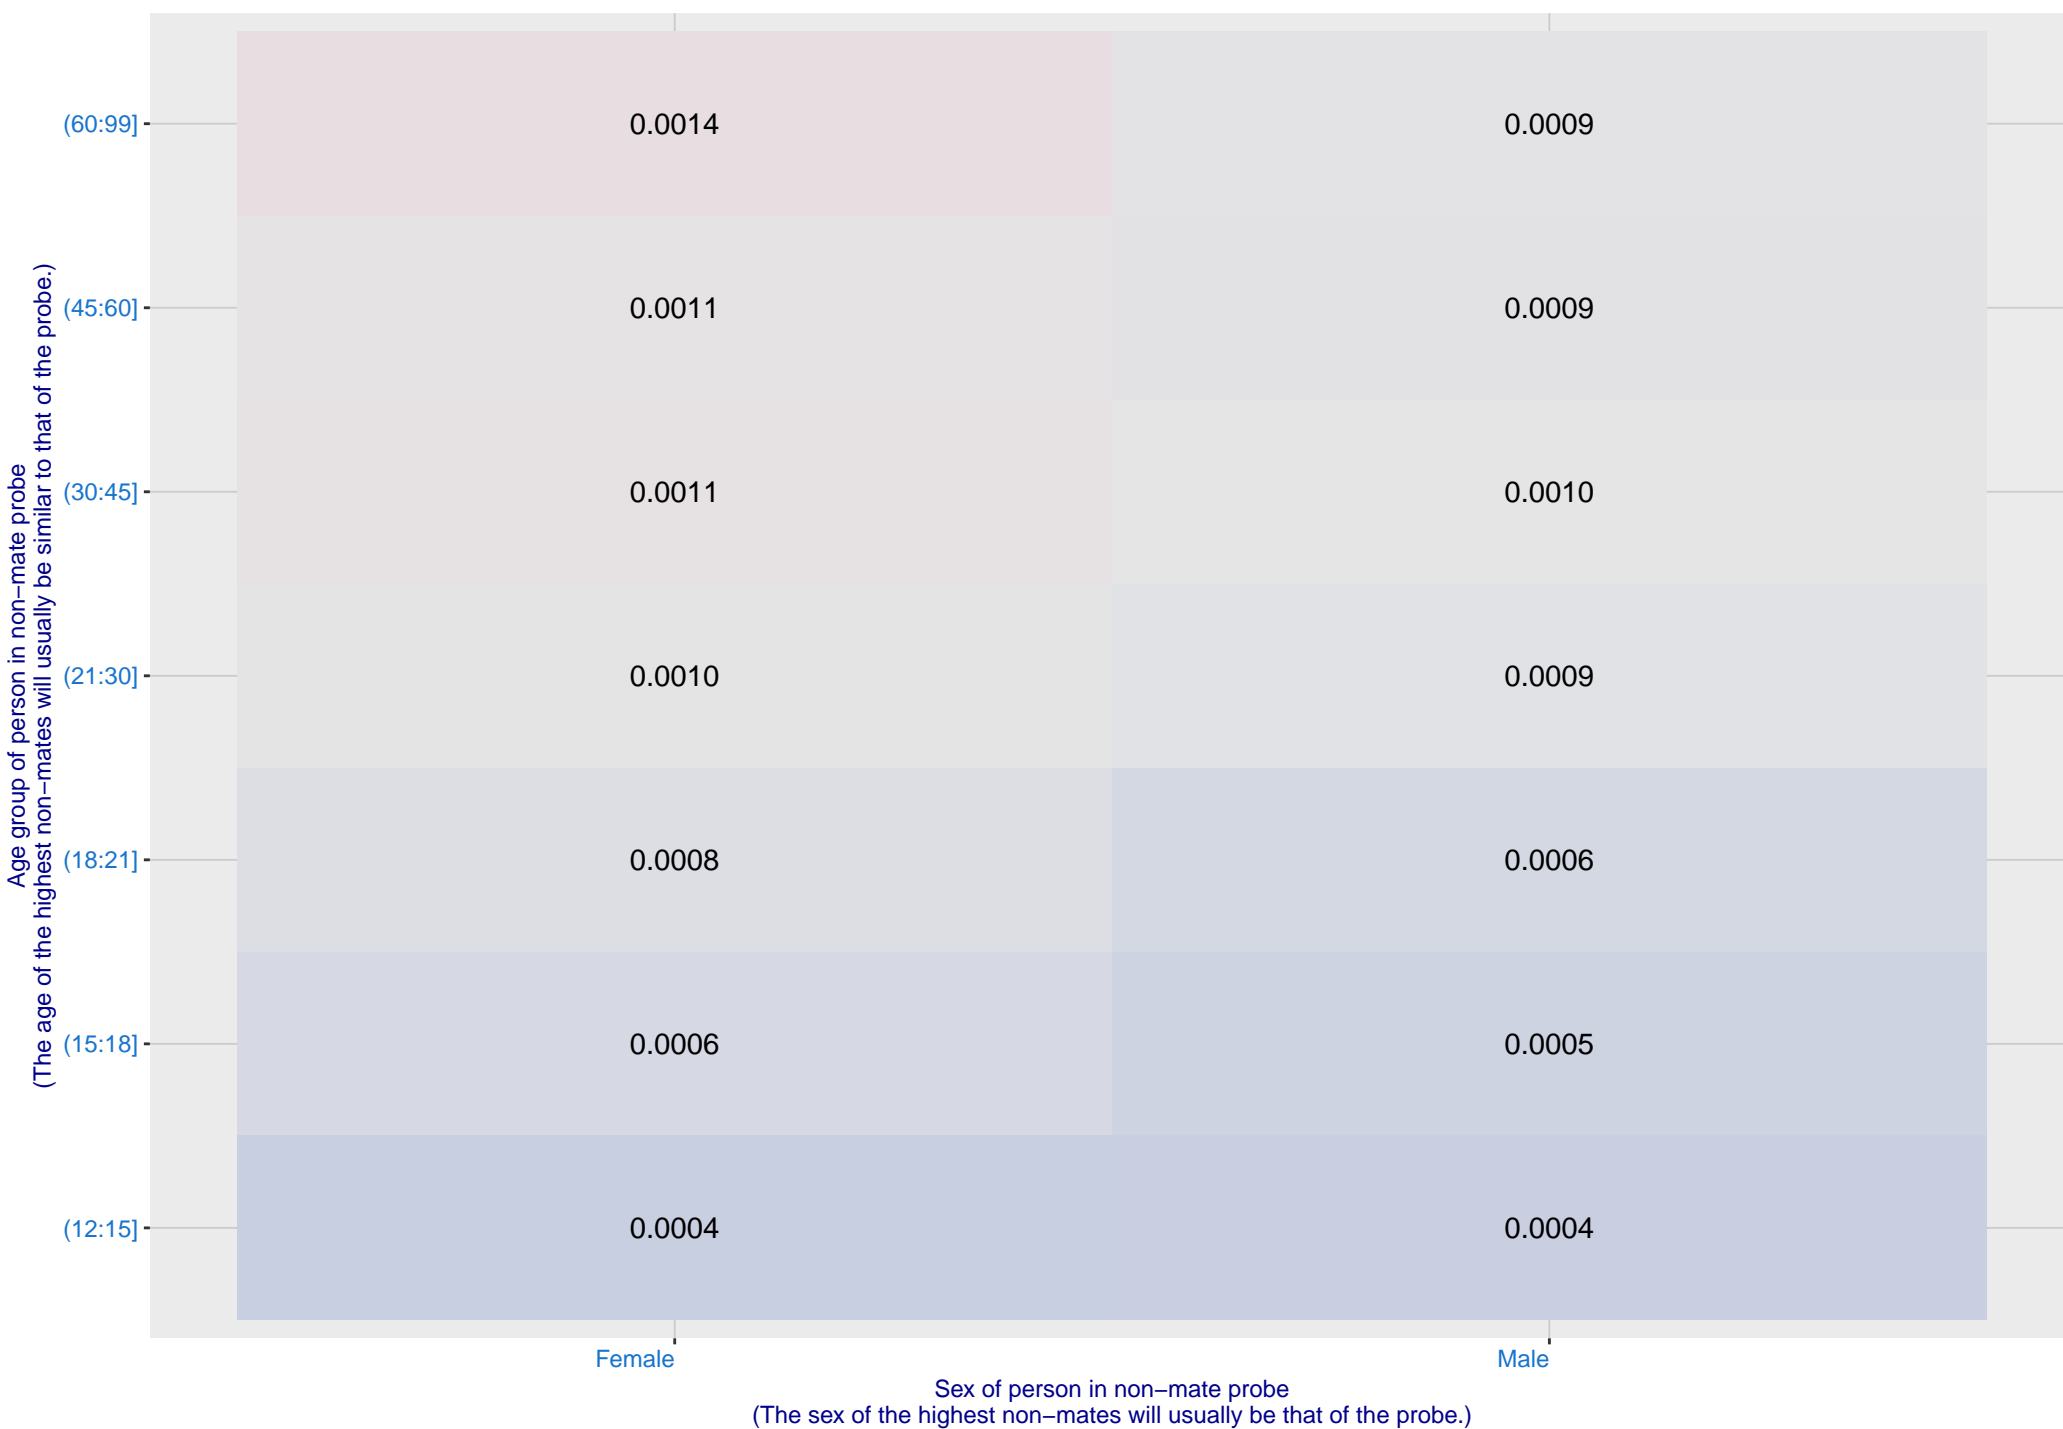 Age group of person in non−mate probe
(The age of the highest non−mates will usually be similar to that of the probe.)
(60:99] 0.0014 0.0009
(45:60] 0.0011 0.0009
(30:45] 0.0011 0.0010
(21:30] 0.0010 0.0009
(18:21] 0.0008 0.0006
(15:18] 0.0006 0.0005
(12:15] 0.0004 0.0004
Female Male
Sex of person in non−mate probe
(The sex of the highest non−mates will usually be that of the probe.)